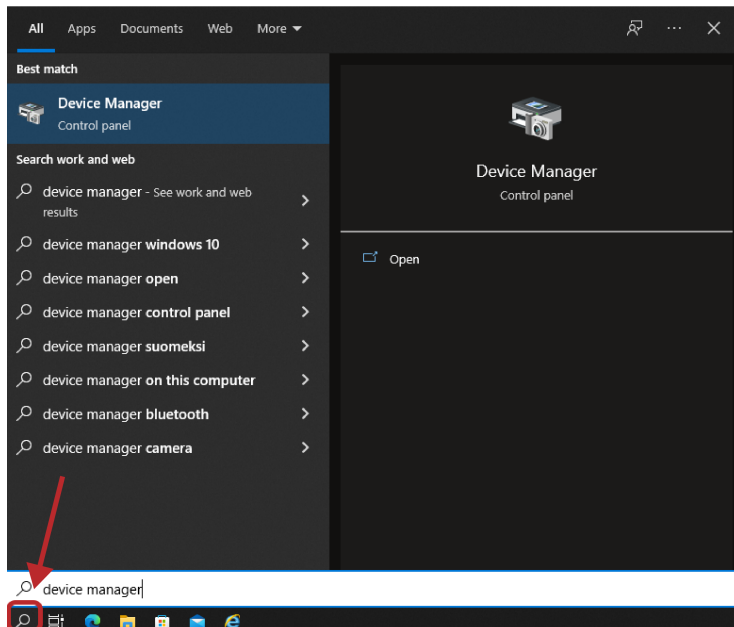 All Apps Documents Web More
Best match
Device Manager
Control panel
Search work and web
device manager - See work and web
results
device manager windows 10
device manager open
device manager control panel
device manager suomeksi
device manager on this computer
device manager bluetooth
device manager camera
Device Manager
Control panel
Open
device manager